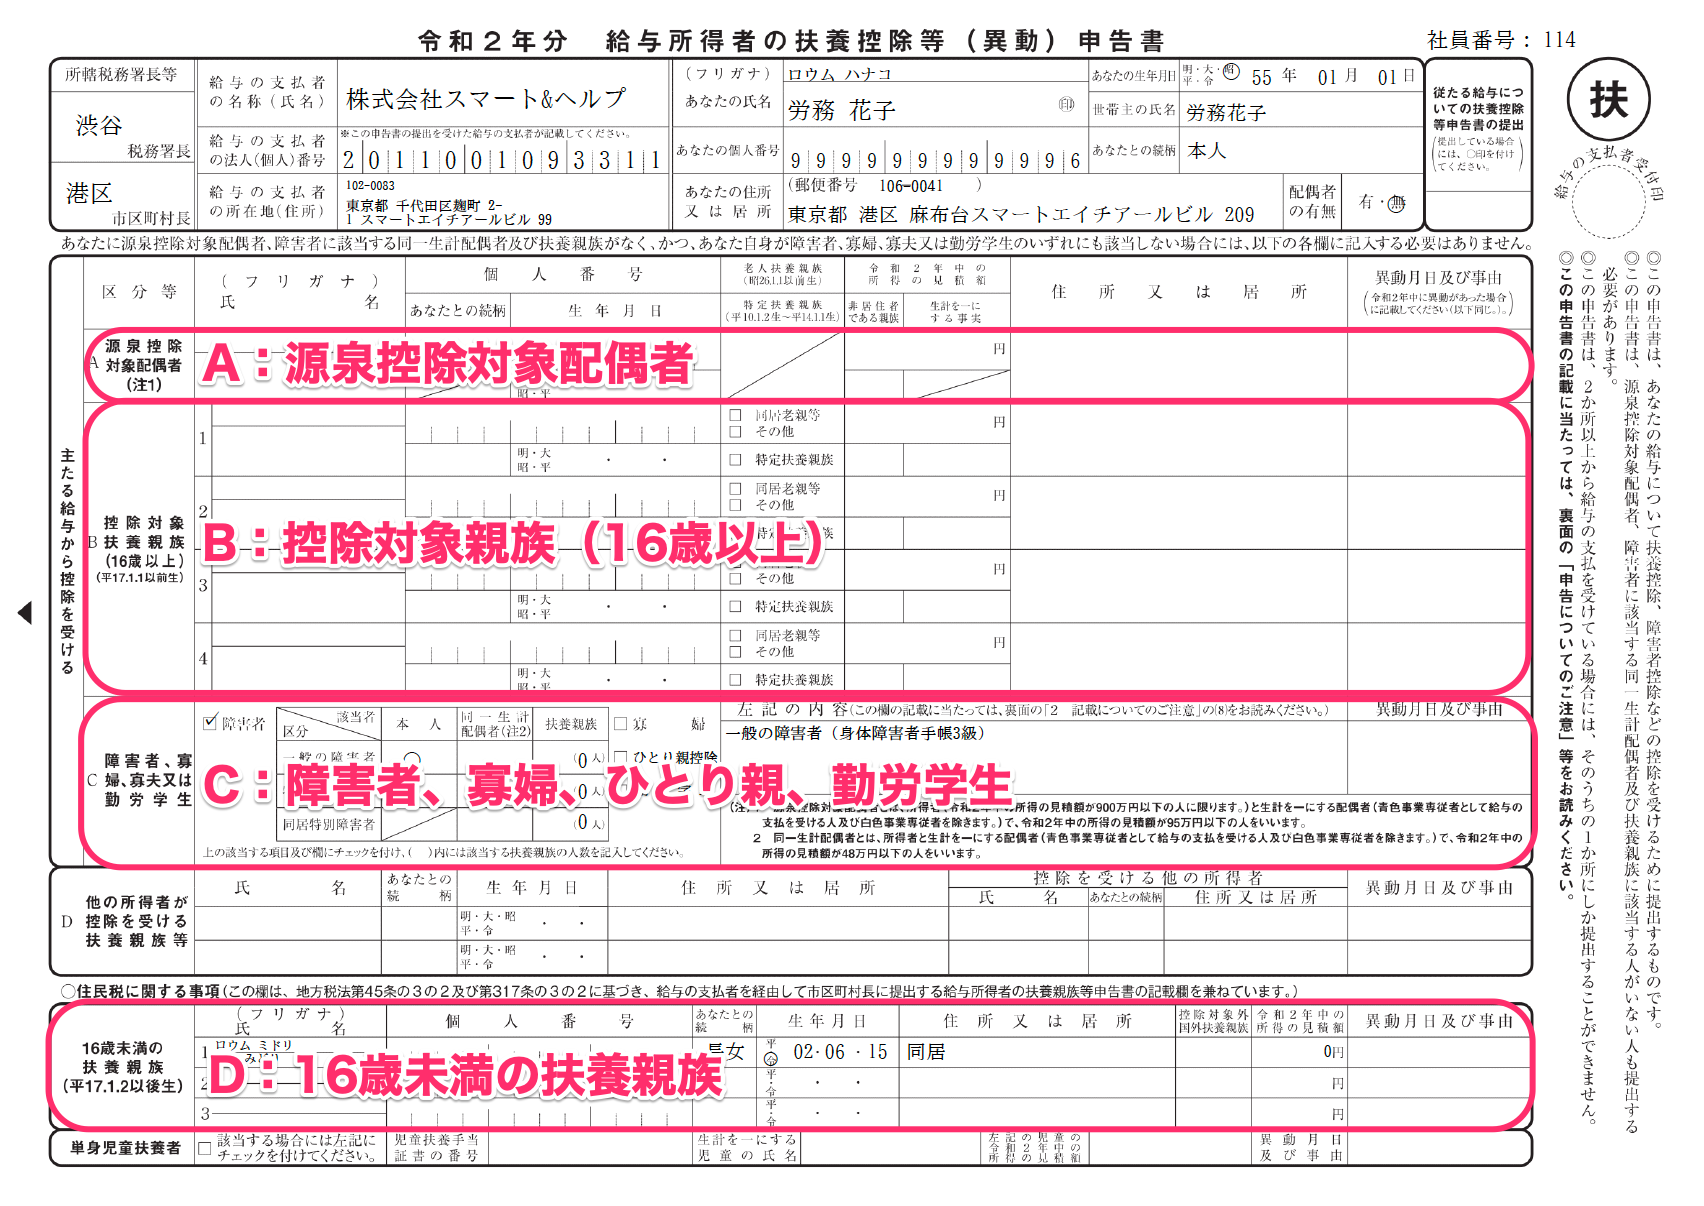 令和２年分　給与所得者の扶養控除等（異動）申告書
社員番号：114
所轄税務署長等
渋谷
税務署長
港区
市区町村長
給与の支払者の名称（氏名）
株式会社スマート&ヘルプ
給与の支払者の法人（個人）番号
※この申告書の提出を受けた給与の支払者が記載してください。
2011001093311
給与の支払者の所在地（住所）
102-0083
東京都 千代田区麹町 2-
1 スマートエイチアールビル 99
（フリガナ）
ロウム ハナコ
あなたの氏名
労務 花子
印
あなたの生年月日
明・大・昭
平・令
55 年 01 月 01 日
世帯主の氏名
労務花子
あなたの個人番号
999999999996
あなたとの続柄
本人
あなたの住所又は居所
（郵便番号 106-0041 ）
東京都 港区 麻布台スマートエイチアールビル 209
配偶者の有無
有・無
従たる給与についての扶養控除等申告書の提出
（提出している場合には、○印を付けてください。）
扶
給与の支払者受付印
あなたに源泉控除対象配偶者、障害者に該当する同一生計配偶者及び扶養親族がなく、かつ、あなた自身が障害者、寡婦、寡夫又は勤労学生のいずれにも該当しない場合には、以下の各欄に記入する必要はありません。
区分等
（フリガナ）
氏　名
個人番号
あなたとの続柄
生年月日
老人扶養親族
（昭26.1.1以前生）
特定扶養親族
（平10.1.2生～平14.1.1生）
令和２年中の所得の見積額
非居住者である親族
生計を一にする事実
住所又は居所
異動月日及び事由
（令和2年中に異動があった場合に記載してください（以下同じ。）。）
主たる給与から控除を受ける
A
源泉控除対象配偶者（注1）
A：源泉控除対象配偶者
昭・平
円
B
控除対象扶養親族（16歳以上）
（平17.1.1以前生）
B：控除対象親族（16歳以上）
1
明・大
昭・平
□ 同居老親等
□ その他
□ 特定扶養親族
円
2
□ 同居老親等
□ その他
円
3
明・大
昭・平
□ その他
□ 特定扶養親族
円
4
明・大
昭・平
□ 同居老親等
□ その他
□ 特定扶養親族
円
C
障害者、寡婦、寡夫又は勤労学生
C：障害者、寡婦、ひとり親、勤労学生
☑ 障害者
区分
該当者
本人
同一生計配偶者（注2）
扶養親族
一般の障害者
○
（0 人）
（0 人）
同居特別障害者
（0 人）
□ 寡　婦
□ ひとり親控除
上の該当する項目及び欄にチェックを付け、（　）内には該当する扶養親族の人数を記入してください。
左記の内容（この欄の記載に当たっては、裏面の「2　記載についてのご注意」の(8)をお読みください。）
異動月日及び事由
一般の障害者（身体障害者手帳3級）
所得の見積額が900万円以下の人に限ります。）と生計を一にする配偶者（青色事業専従者として給与の
支払を受ける人及び白色事業専従者を除きます。）で、令和2年中の所得の見積額が95万円以下の人をいいます。
2　同一生計配偶者とは、所得者と生計を一にする配偶者（青色事業専従者として給与の支払を受ける人及び白色事業専従者を除きます。）で、令和2年中の
所得の見積額が48万円以下の人をいいます。
D
他の所得者が控除を受ける扶養親族等
氏　名
あなたとの続柄
生年月日
住所又は居所
控除を受ける他の所得者
氏　名
あなたとの続柄
住所又は居所
異動月日及び事由
明・大・昭
平・令
明・大・昭
平・令
○住民税に関する事項（この欄は、地方税法第45条の３の２及び第317条の３の２に基づき、給与の支払者を経由して市区町村長に提出する給与所得者の扶養親族等申告書の記載欄を兼ねています。）
16歳未満の扶養親族
（平17.1.2以後生）
D：16歳未満の扶養親族
（フリガナ）
氏　名
個人番号
あなたとの続柄
生年月日
住所又は居所
控除対象外国外扶養親族
令和２年中の所得の見積額
異動月日及び事由
1
ロウム ミドリ
長女
平
令
02・06・15
同居
0円
2
平・令
円
3
平・令
円
単身児童扶養者
□ 該当する場合には左記にチェックを付けてください。
児童扶養手当証書の番号
生計を一にする児童の氏名
左記の児童の令和２年中の所得の見積額
異動月日及び事由
◎この申告書は、あなたの給与について扶養控除、障害者控除などの控除を受けるために提出するものです。
◎この申告書は、源泉控除対象配偶者、障害者に該当する同一生計配偶者及び扶養親族に該当する人がいない人も提出する必要があります。
◎この申告書は、2か所以上から給与の支払を受けている場合には、そのうちの1か所にしか提出することができません。
◎この申告書の記載に当たっては、裏面の「申告についてのご注意」等をお読みください。